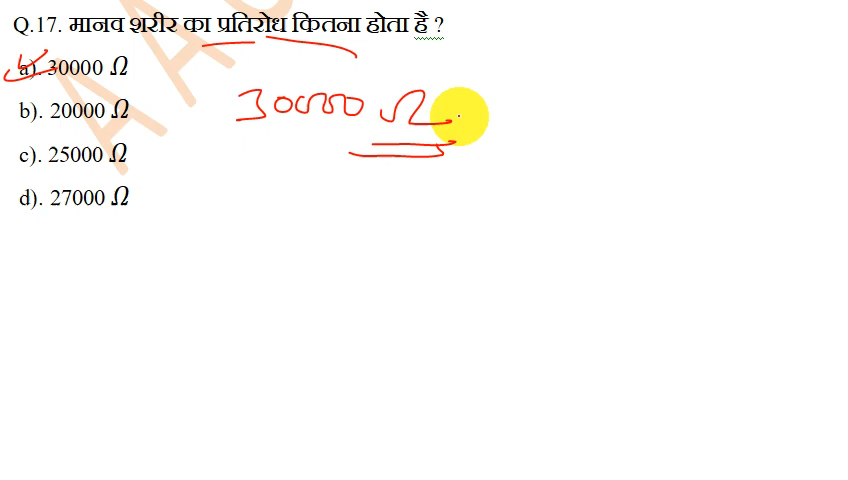 Q.17. मानव शरीर का प्रतिरोध कितना होता है ?
a). 30000 Ω
30000 Ω
b). 20000 Ω
c). 25000 Ω
d). 27000 Ω